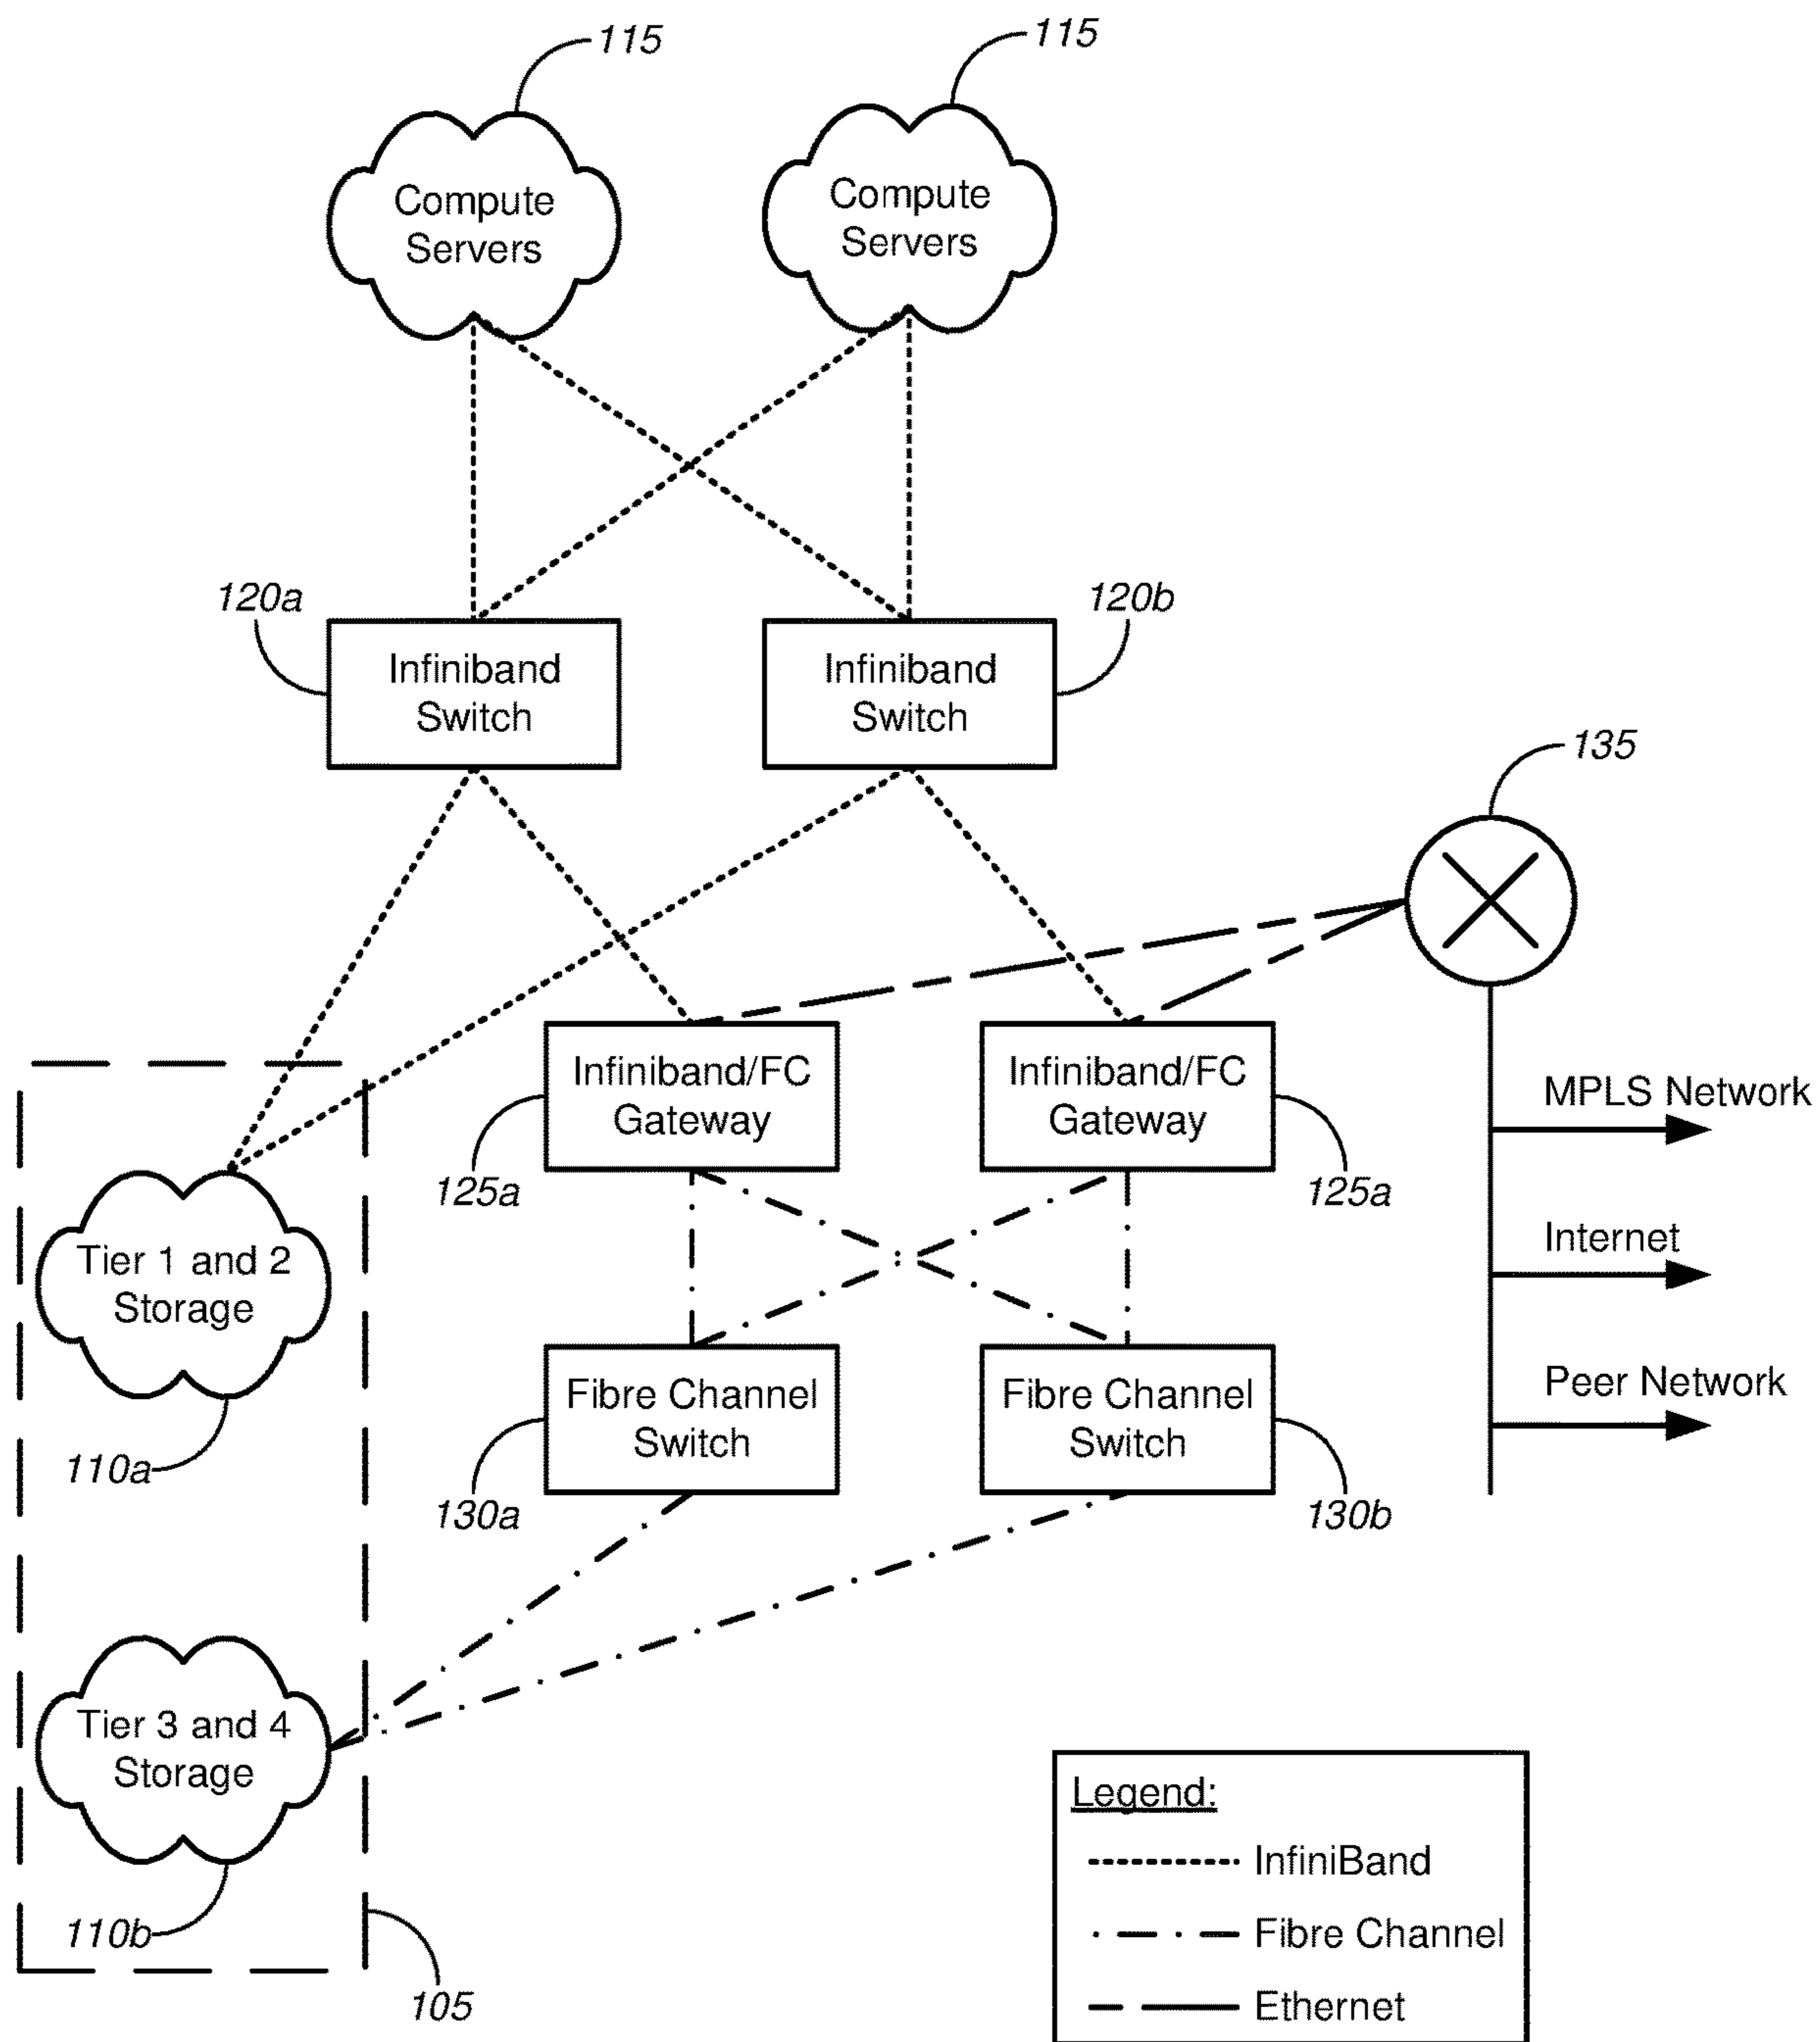 115
115
Compute
Servers
Compute
Servers
120a
120b
Infiniband
Switch
Infiniband
Switch
135
Infiniband/FC
Gateway
Infiniband/FC
Gateway
MPLS Network
125a
125a
Internet
Tier 1 and 2
Storage
Fibre Channel
Switch
Fibre Channel
Switch
Peer Network
110a
130a
130b
Tier 3 and 4
Storage
110b
105
Legend:
InfiniBand
Fibre Channel
Ethernet